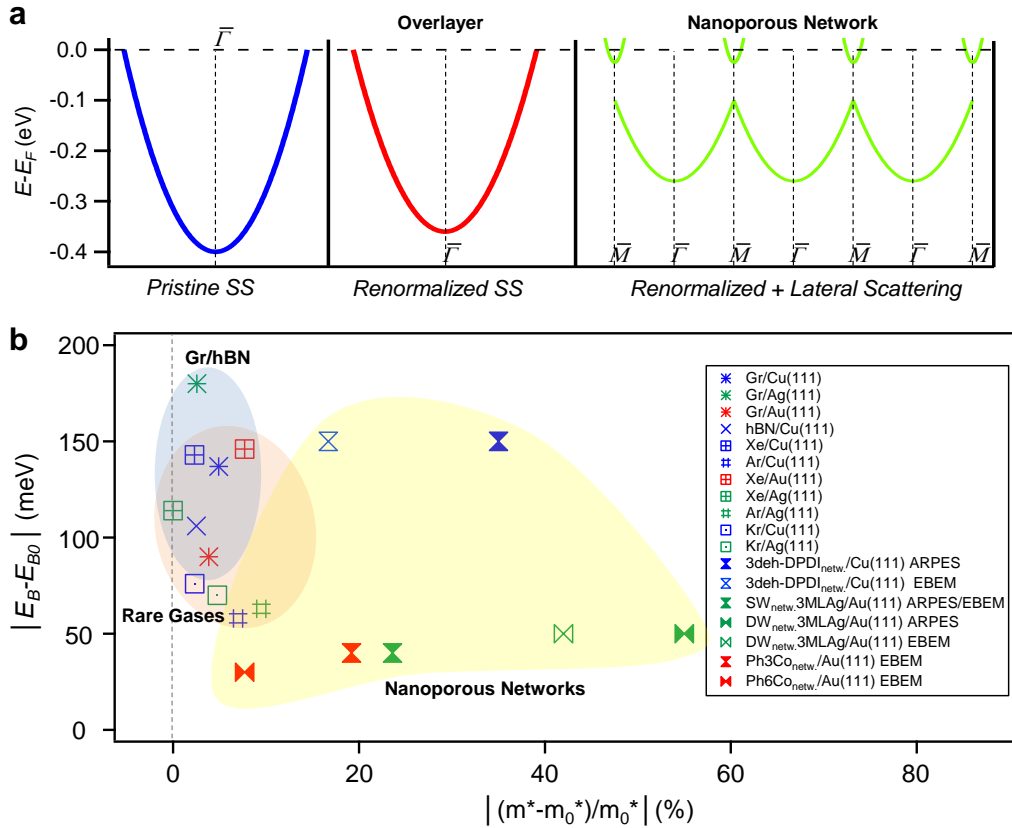 a
Overlayer
Nanoporous Network
E-E_F (eV)
0.0
-0.1
-0.2
-0.3
-0.4
Γ̅
Γ̅
M̅ Γ̅ M̅ Γ̅ M̅ Γ̅ M̅
Pristine SS
Renormalized SS
Renormalized + Lateral Scattering
b
|E_B-E_B0| (meV)
200
150
100
50
0
Gr/hBN
Rare Gases
Nanoporous Networks
Gr/Cu(111)
Gr/Ag(111)
Gr/Au(111)
hBN/Cu(111)
Xe/Cu(111)
Ar/Cu(111)
Xe/Au(111)
Xe/Ag(111)
Ar/Ag(111)
Kr/Cu(111)
Kr/Ag(111)
3deh-DPDI_netw./Cu(111) ARPES
3deh-DPDI_netw./Cu(111) EBEM
SW_netw.3MLAg/Au(111) ARPES/EBEM
DW_netw.3MLAg/Au(111) ARPES
DW_netw.3MLAg/Au(111) EBEM
Ph3Co_netw./Au(111) EBEM
Ph6Co_netw./Au(111) EBEM
0 20 40 60 80
|(m*-m_0*)/m_0*| (%)